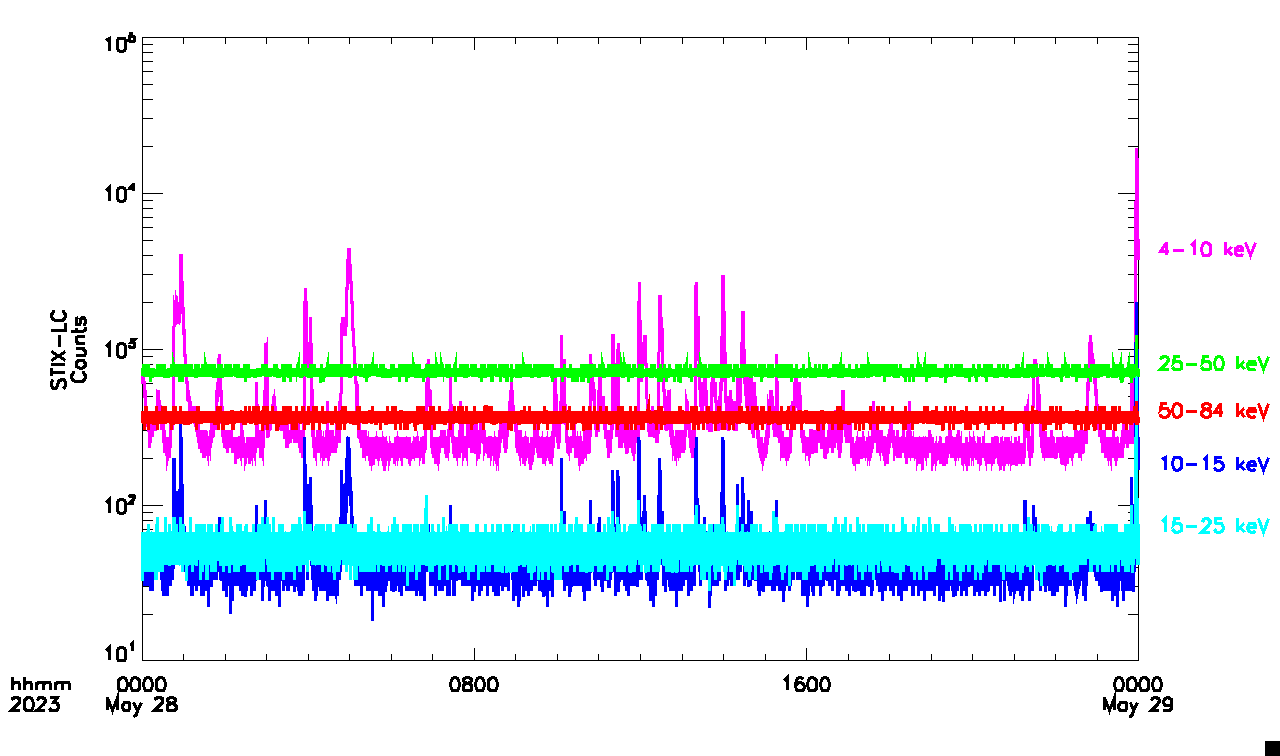 10^6
10^4
10^3
10^2
10^1
STIX-LC
Counts
4-10 keV
25-50 keV
50-84 keV
10-15 keV
15-25 keV
hhmm 0000 0800 1600 0000
2023 May 28 May 29